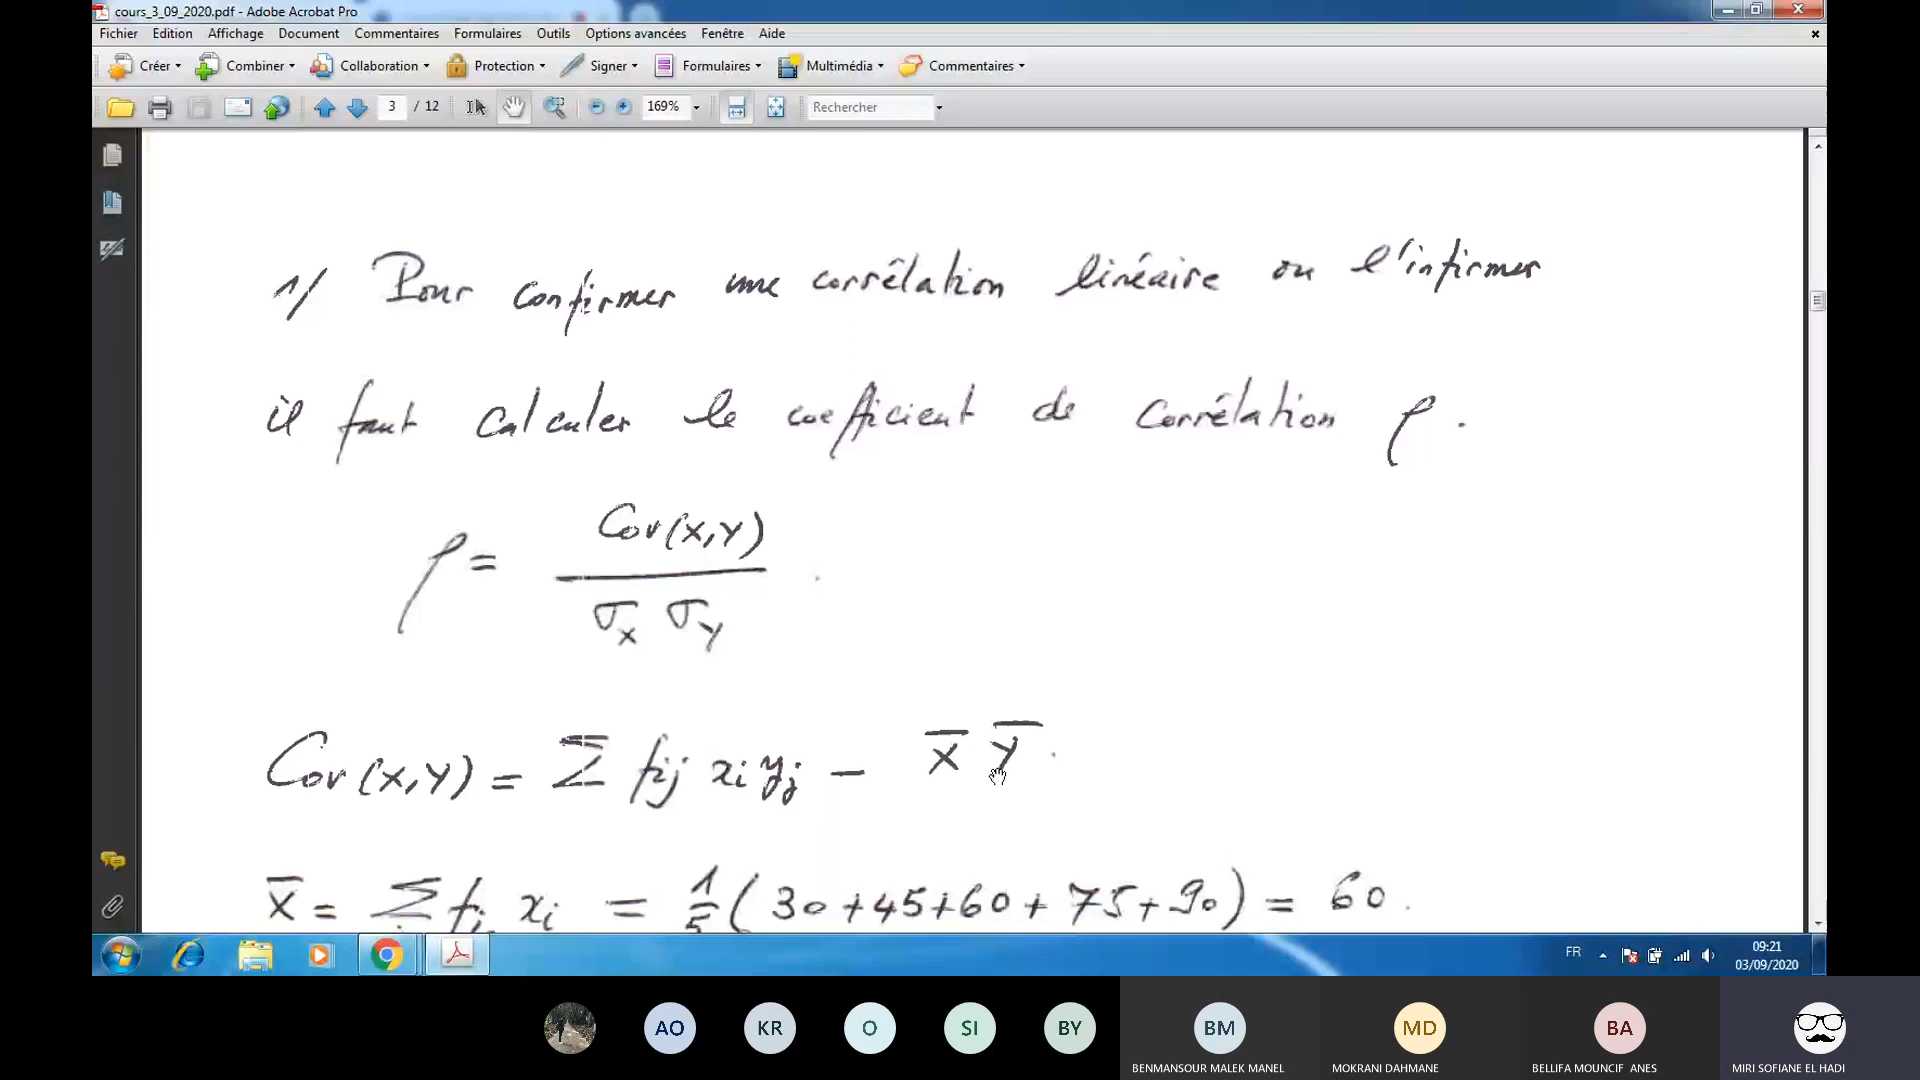 cours_3_09_2020.pdf - Adobe Acrobat Pro
Fichier Edition Affichage Document Commentaires Formulaires Outils Options avancées Fenêtre Aide
Créer Combiner Collaboration Protection Signer Formulaires Multimédia Commentaires
3 / 12 169% Rechercher
1/ Pour confirmer une corrélation linéaire ou l'infirmer
il faut calculer le coefficient de corrélation ρ.
ρ = Cov(X,Y) / σX σY
Cov(X,Y) = Σ fij xi yj - X̄ Ȳ.
X̄ = Σ fi. xi = 1/5 (30+45+60+75+90) = 60.
FR 09:21
03/09/2020
AO KR O SI BY BM MD BA
BENMANSOUR MALEK MANEL MOKRANI DAHMANE BELLIFA MOUNCIF ANES MIRI SOFIANE EL HADI